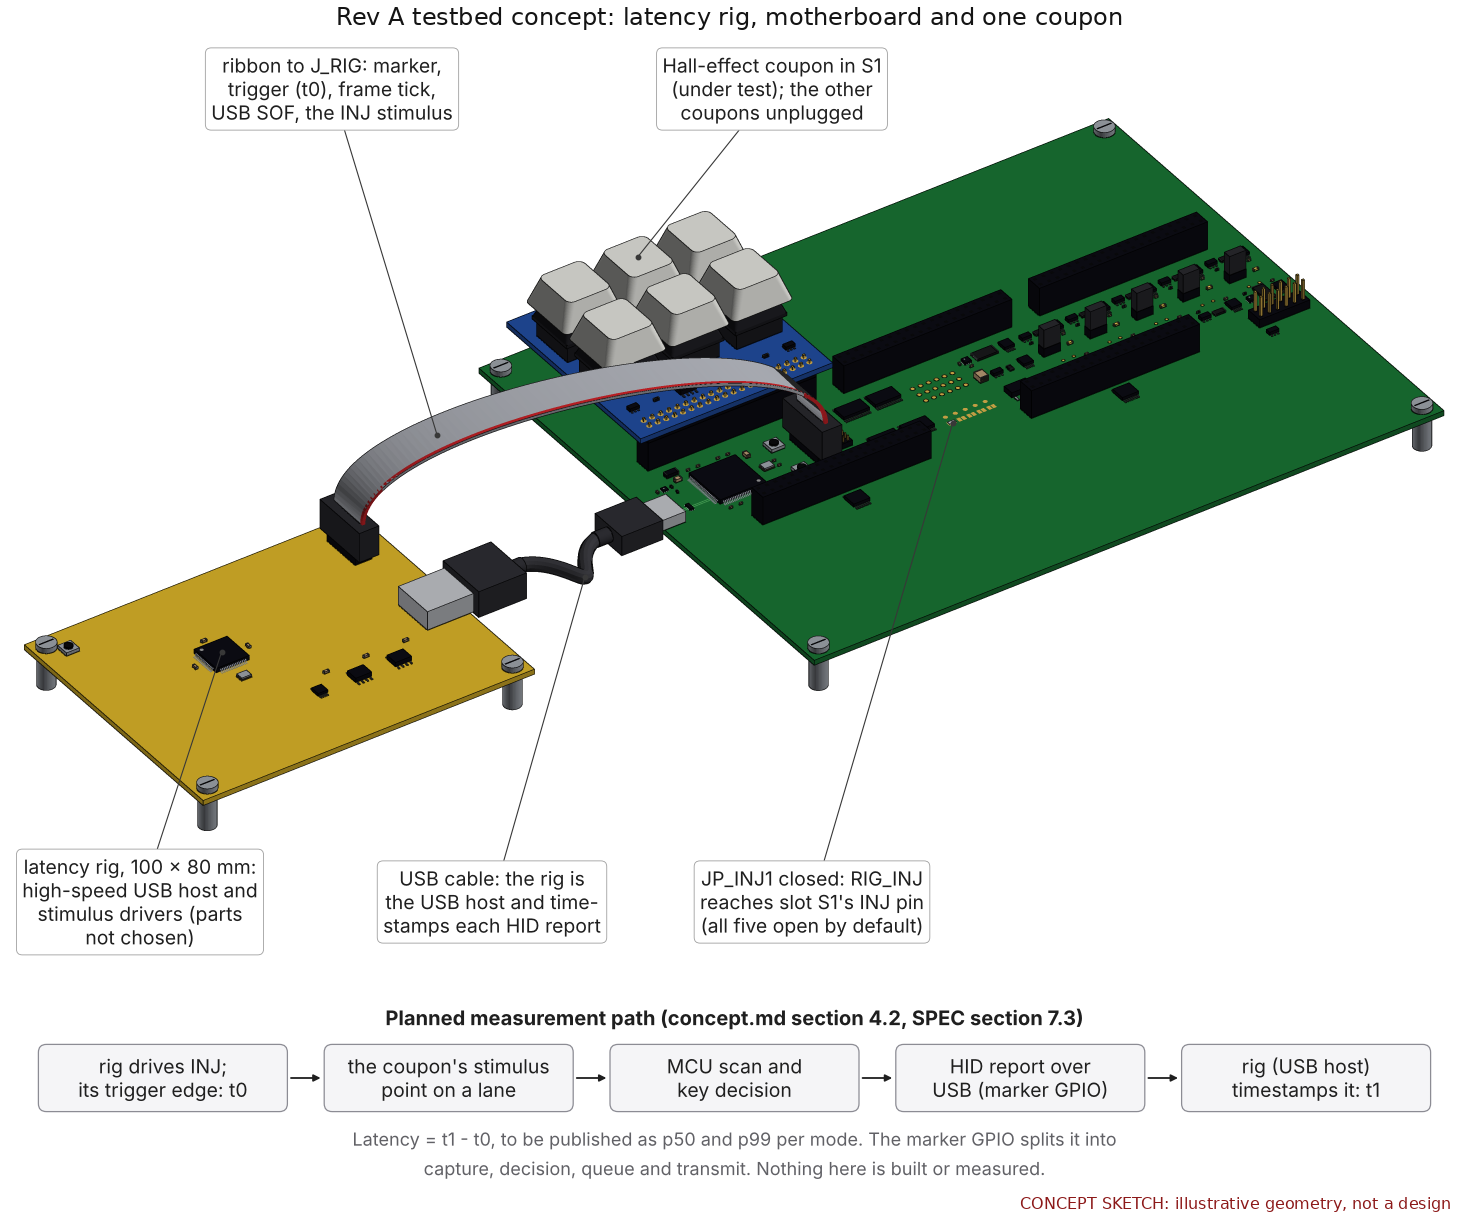 Rev A testbed concept: latency rig, motherboard and one coupon
ribbon to J_RIG: marker,
trigger (t0), frame tick,
USB SOF, the INJ stimulus
Hall-effect coupon in S1
(under test); the other
coupons unplugged
latency rig, 100 × 80 mm:
high-speed USB host and
stimulus drivers (parts
not chosen)
USB cable: the rig is
the USB host and time-
stamps each HID report
JP_INJ1 closed: RIG_INJ
reaches slot S1's INJ pin
(all five open by default)
Planned measurement path (concept.md section 4.2, SPEC section 7.3)
rig drives INJ;
its trigger edge: t0
the coupon's stimulus
point on a lane
MCU scan and
key decision
HID report over
USB (marker GPIO)
rig (USB host)
timestamps it: t1
Latency = t1 - t0, to be published as p50 and p99 per mode. The marker GPIO splits it into
capture, decision, queue and transmit. Nothing here is built or measured.
CONCEPT SKETCH: illustrative geometry, not a design